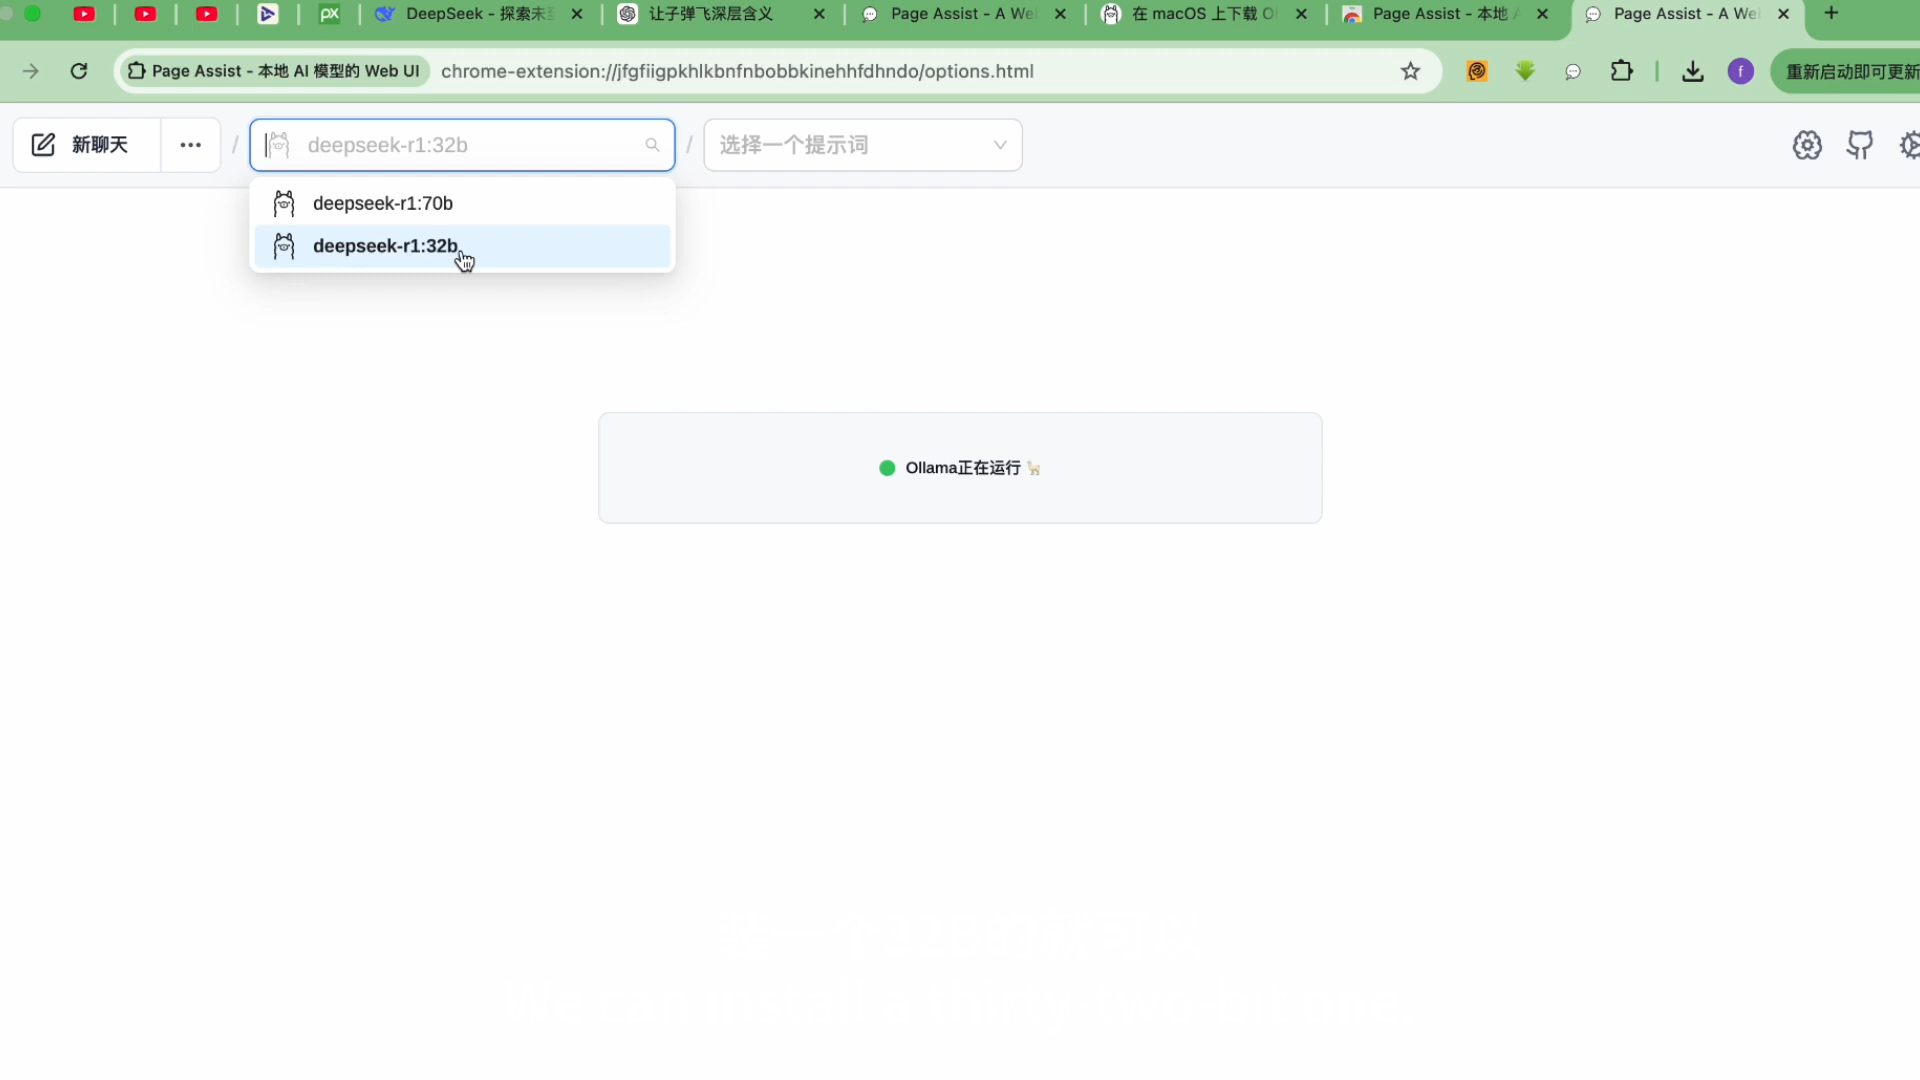 DeepSeek - 探索未至
让子弹飞深层含义
Page Assist - A We
在 macOS 上下载 Ol
Page Assist - 本地 A
Page Assist - A We
Page Assist - 本地 AI 模型的 Web UI
chrome-extension://jfgfiigpkhlkbnfnbobbkinehhfdhndo/options.html
f
重新启动即可更新
新聊天
/
deepseek-r1:32b
/
选择一个提示词
deepseek-r1:70b
deepseek-r1:32b
Ollama正在运行